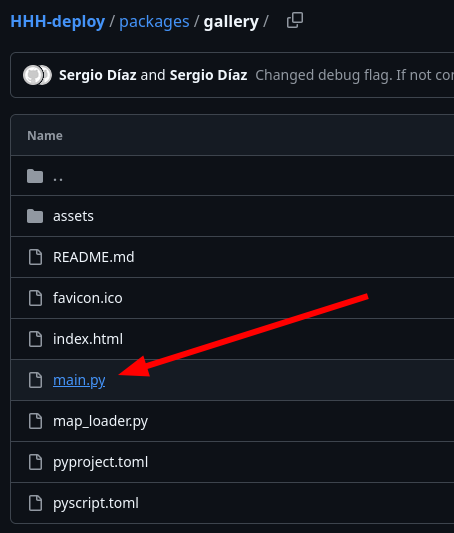 HHH-deploy / packages / gallery /
Sergio Díaz and Sergio Díaz Changed debug flag. If not con
Name
..
assets
README.md
favicon.ico
index.html
main.py
map_loader.py
pyproject.toml
pyscript.toml